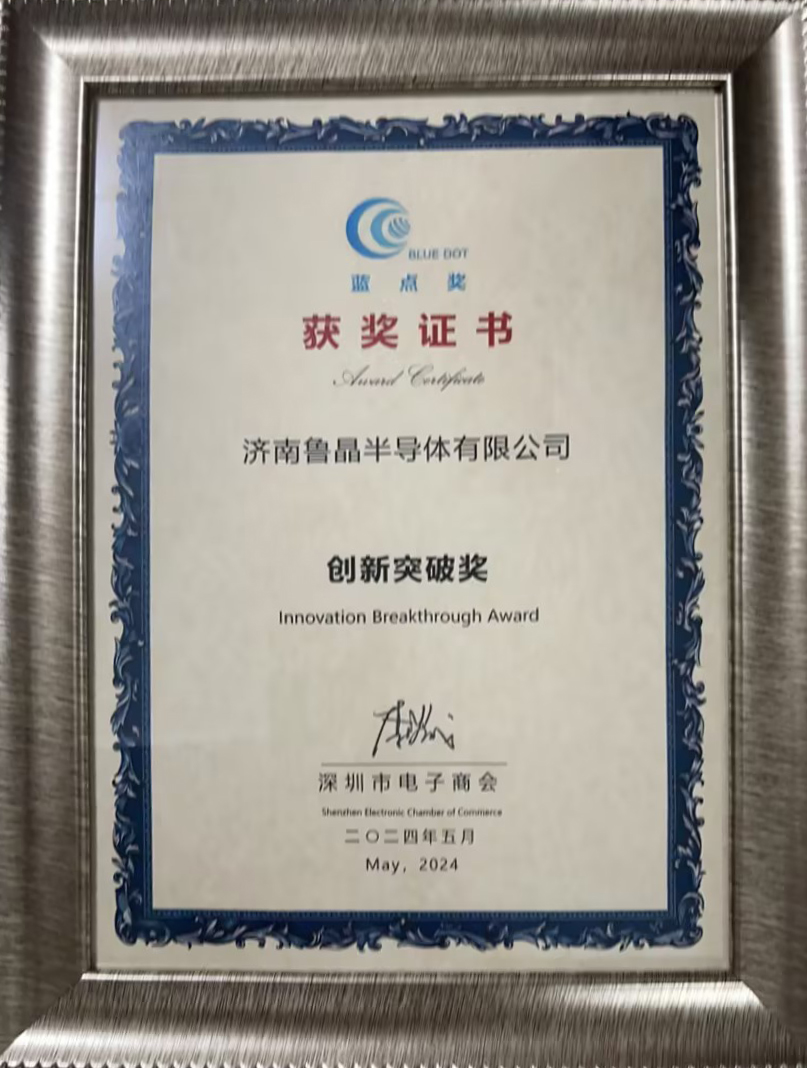 BLUE DOT
蓝点奖
获奖证书
Award Certificate
济南鲁晶半导体有限公司
创新突破奖
Innovation Breakthrough Award
深圳市电子商会
Shenzhen Electronic Chamber of Commerce
二〇二四年五月
May, 2024